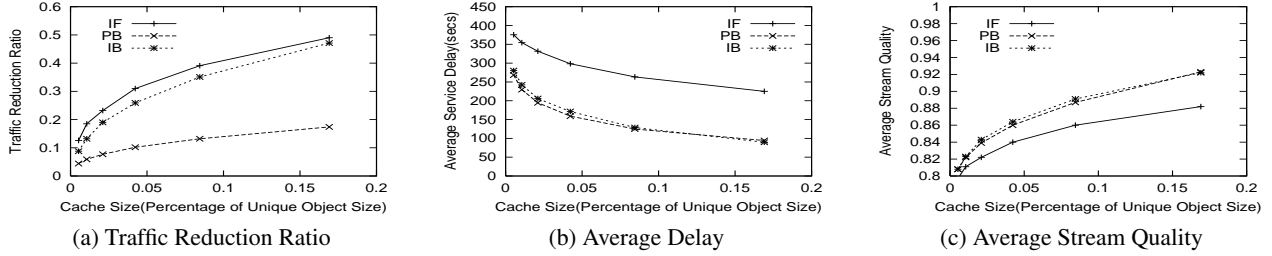 Traffic Reduction Ratio
0.6
0.5
0.4
0.3
0.2
0.1
0
IF
PB
IB
0 0.05 0.1 0.15 0.2
Cache Size(Percentage of Unique Object Size)
(a) Traffic Reduction Ratio
Average Service Delay(secs)
450
400
350
300
250
200
150
100
50
0
IF
PB
IB
0 0.05 0.1 0.15 0.2
Cache Size(Percentage of Unique Object Size)
(b) Average Delay
Average Stream Quality
1
0.98
0.96
0.92
0.88
0.86
0.84
0.82
0.8
IF
PB
IB
0 0.05 0.1 0.15 0.2
Cache Size(Percentage of Unique Object Size)
(c) Average Stream Quality